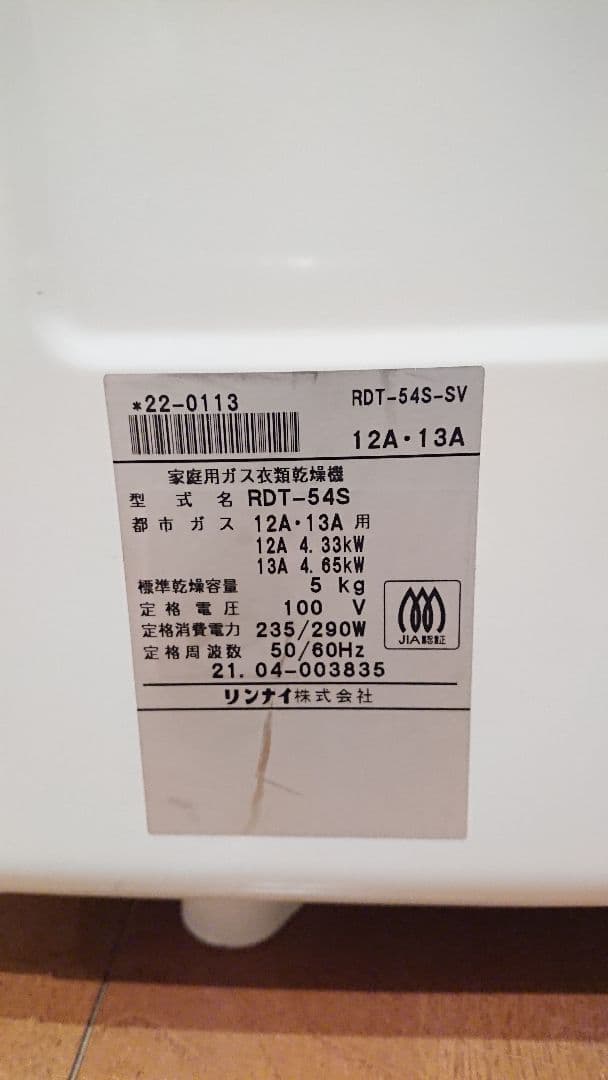 *22-0113 RDT-54S-SV
12A・13A
家庭用ガス衣類乾燥機
型式名 RDT-54S
都市ガス 12A・13A用
12A 4.33kW
13A 4.65kW
標準乾燥容量 5 kg
定格電圧 100 V
定格消費電力 235/290W
定格周波数 50/60Hz
JIA認証
21.04-003835
リンナイ株式会社